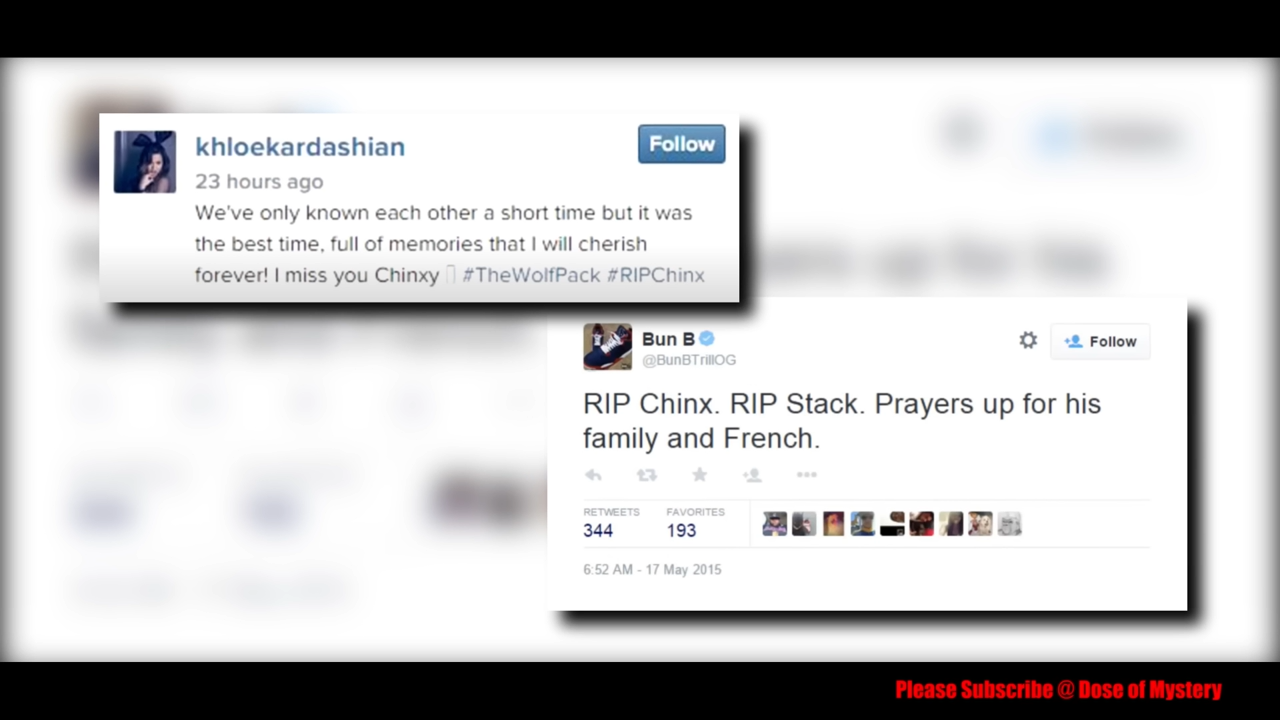 khloekardashian
Follow
23 hours ago
We've only known each other a short time but it was
the best time, full of memories that I will cherish
forever! I miss you Chinxy #TheWolfPack #RIPChinx
Bun B
@BunBTrillOG
Follow
RIP Chinx. RIP Stack. Prayers up for his
family and French.
RETWEETS
344
FAVORITES
193
6:52 AM - 17 May 2015
Please Subscribe @ Dose of Mystery